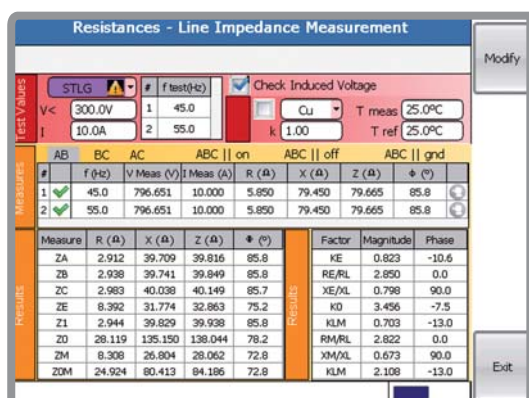 Resistances - Line Impedance Measurement
Modify
Test Values
STLG # f test(Hz) Check Induced Voltage
V< 300.0V 1 45.0 Cu T meas 25.0ºC
I 10.0A 2 55.0 k 1.00 T ref 25.0ºC
Measures
AB BC AC ABC || on ABC || off ABC || gnd
# f (Hz) V Meas (V) I Meas (A) R (Ω) X (Ω) Z (Ω) Φ (º)
1 45.0 796.651 10.000 5.850 79.450 79.665 85.8
2 55.0 796.651 10.000 5.850 79.450 79.665 85.8
Results
Measure R (Ω) X (Ω) Z (Ω) Φ (º)
ZA 2.912 39.709 39.816 85.8
ZB 2.938 39.741 39.849 85.8
ZC 2.983 40.038 40.149 85.7
ZE 8.392 31.774 32.863 75.2
Z1 2.944 39.829 39.938 85.8
Z0 28.119 135.150 138.044 78.2
ZM 8.308 26.804 28.062 72.8
Z0M 24.924 80.413 84.186 72.8
Results
Factor Magnitude Phase
KE 0.823 -10.6
RE/RL 2.850 0.0
XE/XL 0.798 90.0
K0 3.456 -7.5
KLM 0.703 -13.0
RM/RL 2.822 0.0
XM/XL 0.673 90.0
KLM 2.108 -13.0
Exit